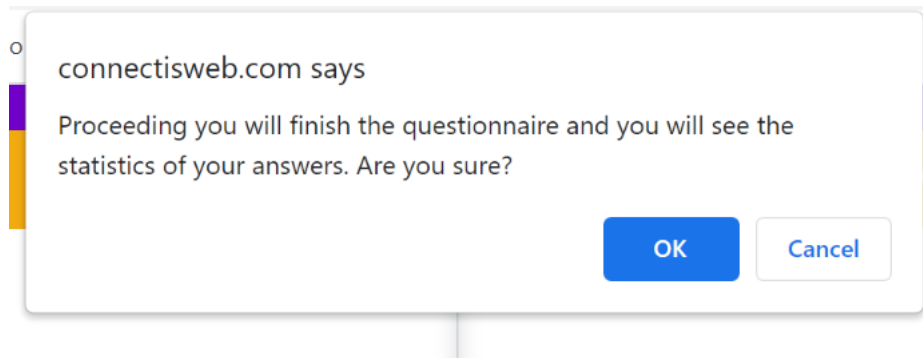 o
connectisweb.com says
Proceeding you will finish the questionnaire and you will see the
statistics of your answers. Are you sure?
OK
Cancel